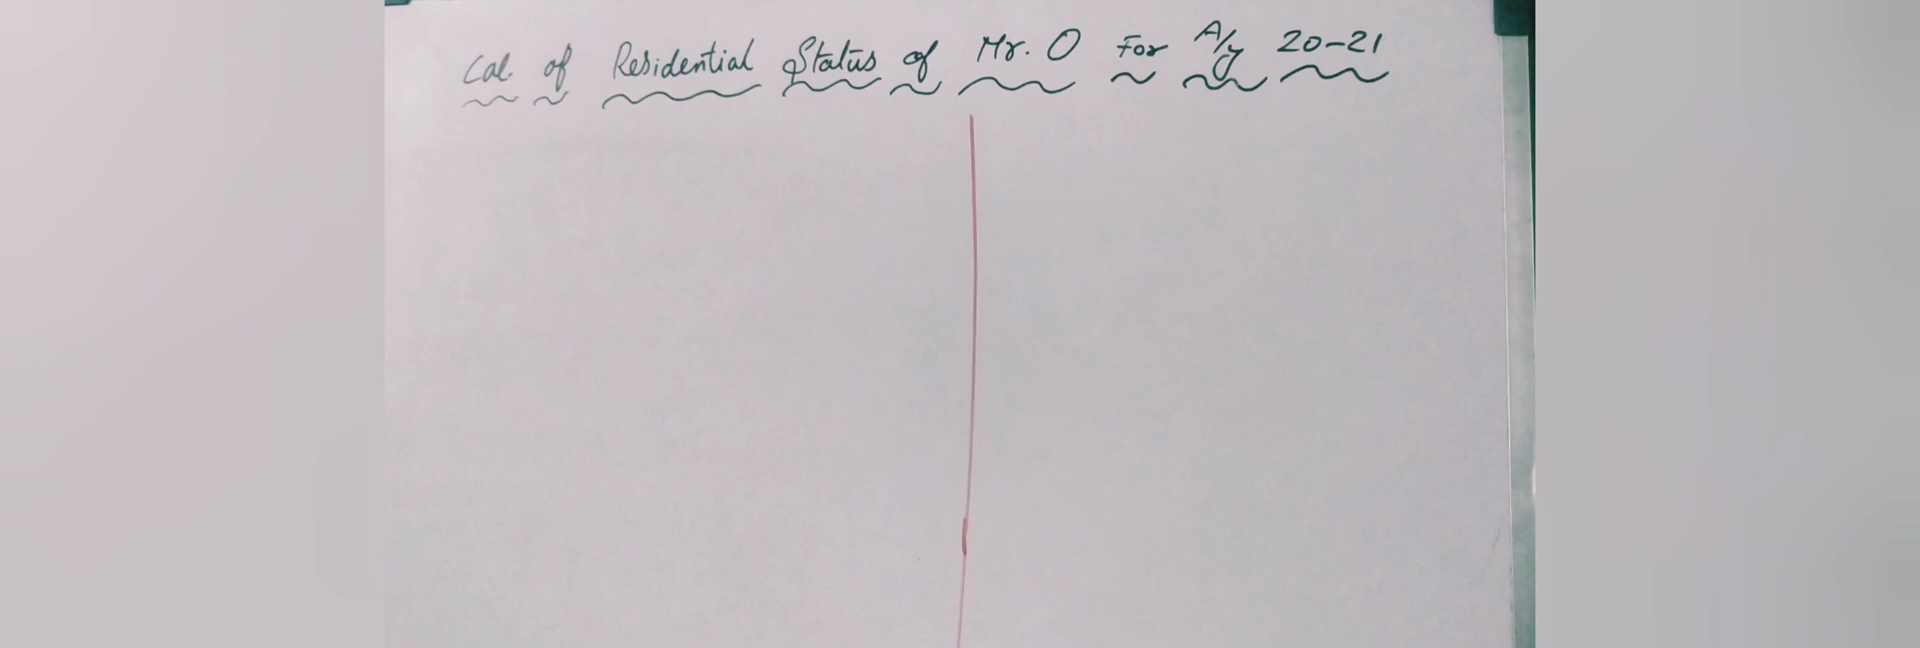 Cal. of Residential Status of Mr. O For A/y 20-21